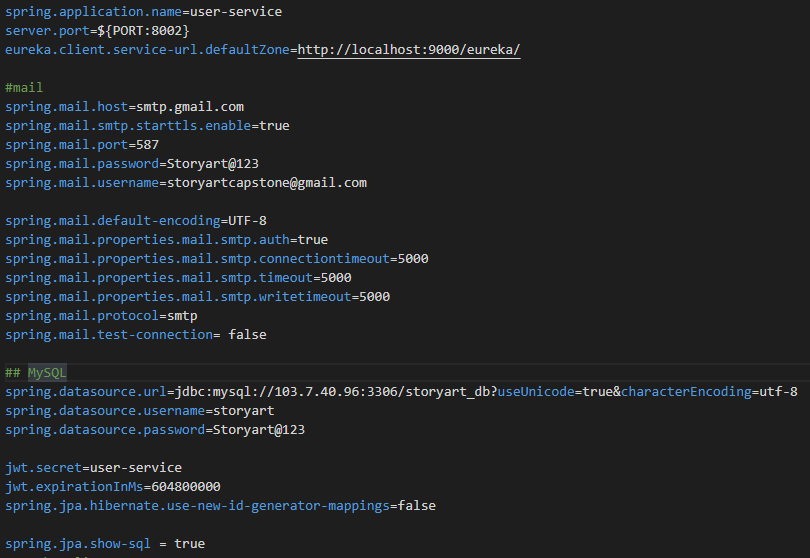 spring.application.name=user-service
server.port=${PORT:8002}
eureka.client.service-url.defaultZone=http://localhost:9000/eureka/
#mail
spring.mail.host=smtp.gmail.com
spring.mail.smtp.starttls.enable=true
spring.mail.port=587
spring.mail.password=Storyart@123
spring.mail.username=storyartcapstone@gmail.com
spring.mail.default-encoding=UTF-8
spring.mail.properties.mail.smtp.auth=true
spring.mail.properties.mail.smtp.connectiontimeout=5000
spring.mail.properties.mail.smtp.timeout=5000
spring.mail.properties.mail.smtp.writetimeout=5000
spring.mail.protocol=smtp
spring.mail.test-connection= false
## MySQL
spring.datasource.url=jdbc:mysql://103.7.40.96:3306/storyart_db?useUnicode=true&characterEncoding=utf-8
spring.datasource.username=storyart
spring.datasource.password=Storyart@123
jwt.secret=user-service
jwt.expirationInMs=604800000
spring.jpa.hibernate.use-new-id-generator-mappings=false
spring.jpa.show-sql = true